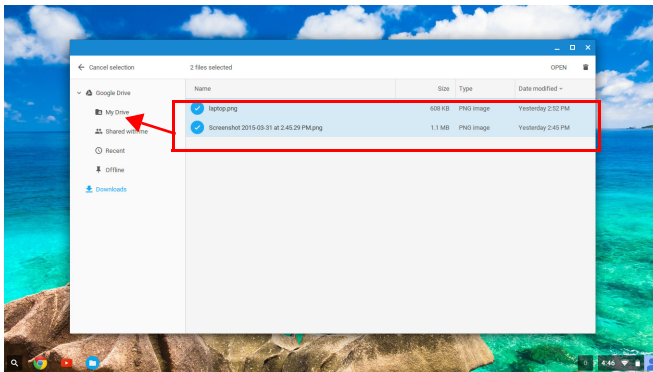 Cancel selection 2 files selected OPEN
Google Drive
My Drive
Shared with me
Recent
Offline
Downloads
Name Size Type Date modified
laptop.png 608 KB PNG image Yesterday 2:52 PM
Screenshot 2015-03-31 at 2.45.29 PM.png 1.1 MB PNG image Yesterday 2:45 PM
0 4:46